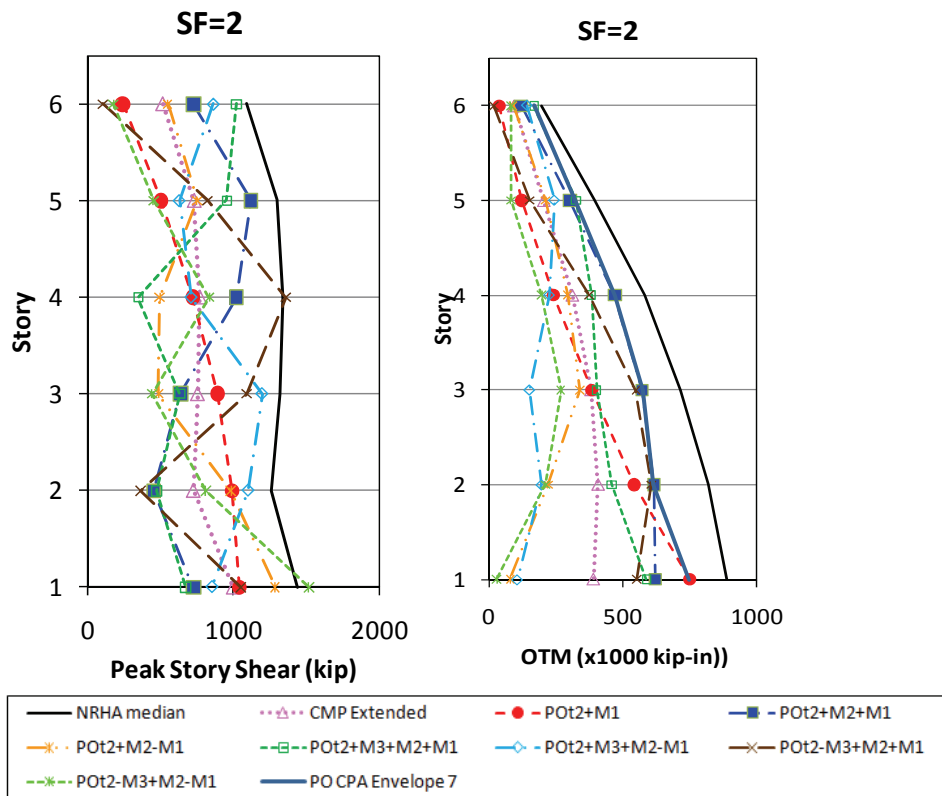 SF=2
6
5
4
3
2
1
Story
0
1000
2000
Peak Story Shear (kip)
SF=2
6
5
4
3
2
1
Story
0
500
1000
OTM (x1000 kip-in))
NRHA median
CMP Extended
POt2+M1
POt2+M2+M1
POt2+M2-M1
POt2+M3+M2+M1
POt2+M3+M2-M1
POt2-M3+M2+M1
POt2-M3+M2-M1
PO CPA Envelope 7